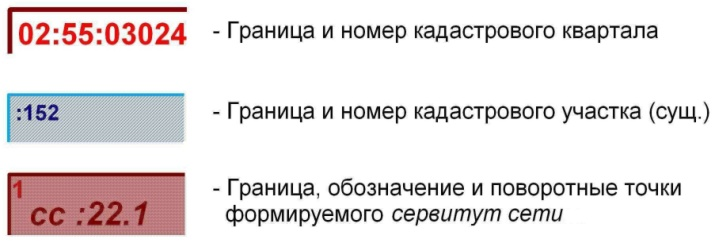 02:55:03024 - Граница и номер кадастрового квартала
:152 - Граница и номер кадастрового участка (сущ.)
1 - Граница, обозначение и поворотные точки
сс :22.1 формируемого сервитут сети